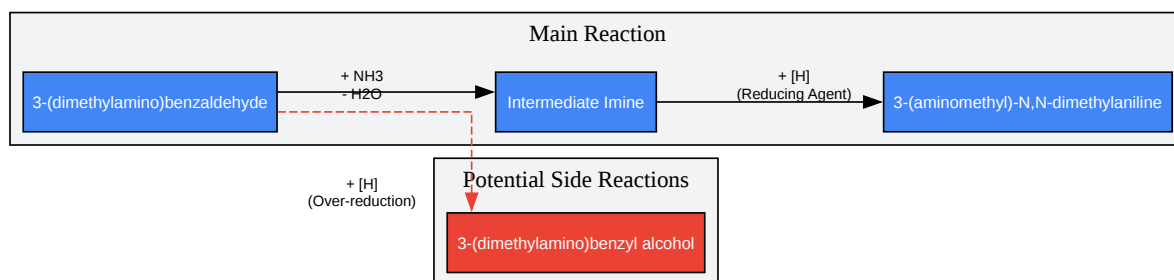 Main Reaction
3-(dimethylamino)benzaldehyde
+ NH3
- H2O
Intermediate Imine
+ [H]
(Reducing Agent)
3-(aminomethyl)-N,N-dimethylaniline
Potential Side Reactions
+ [H]
(Over-reduction)
3-(dimethylamino)benzyl alcohol